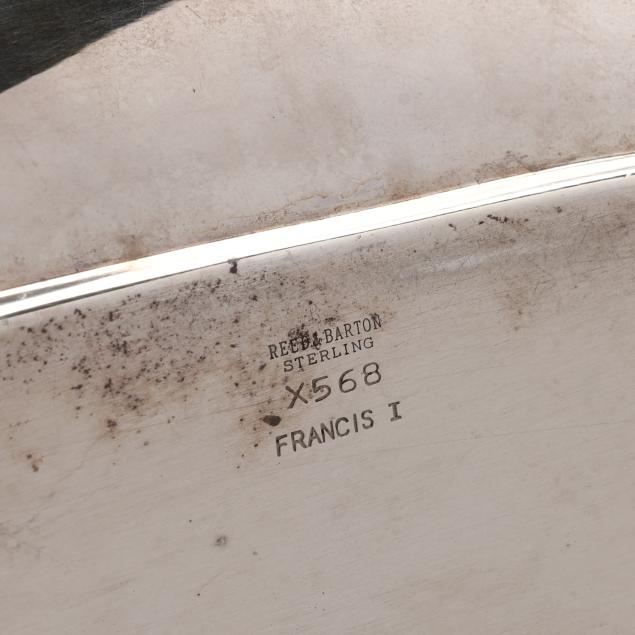 REED & BARTON
STERLING
X568
FRANCIS I